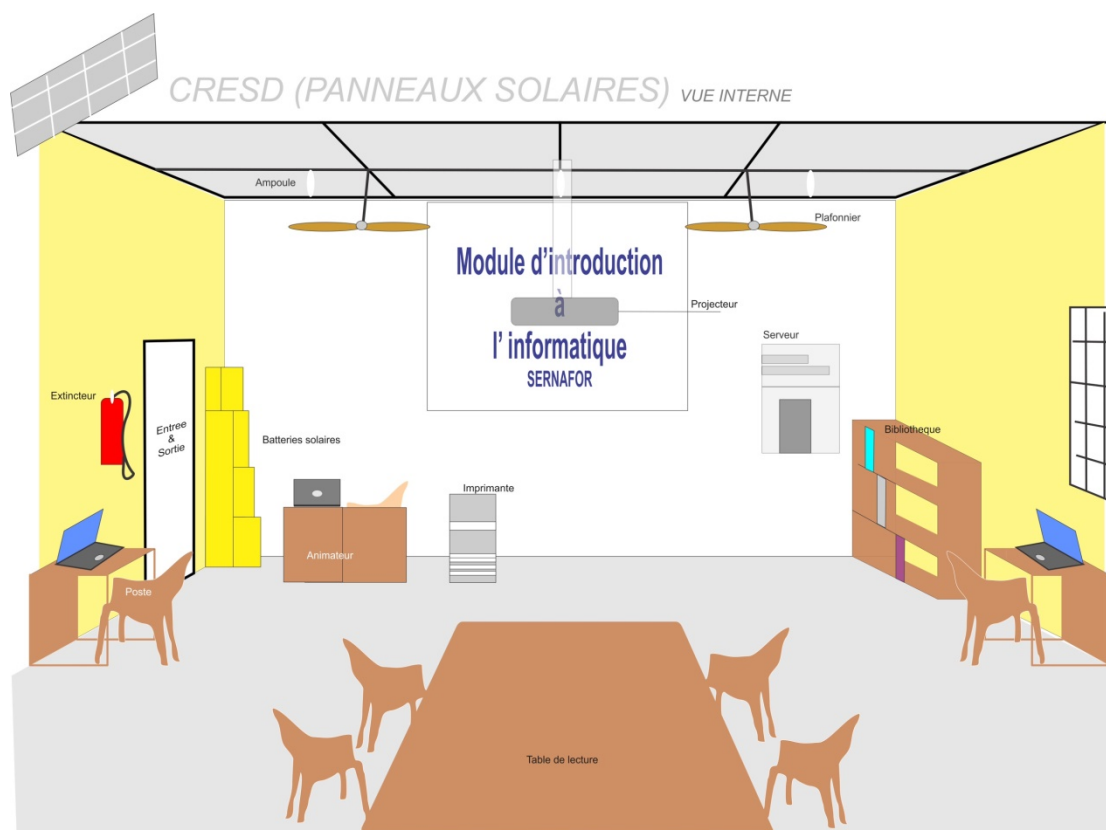 CRESD (PANNEAUX SOLAIRES) VUE INTERNE
Ampoule
Plafonnier
Module d’introduction
à
l’ informatique
SERNAFOR
Projecteur
Serveur
Extincteur
Entree
&
Sortie
Batteries solaires
Bibliotheque
Imprimante
Animateur
Poste
Table de lecture